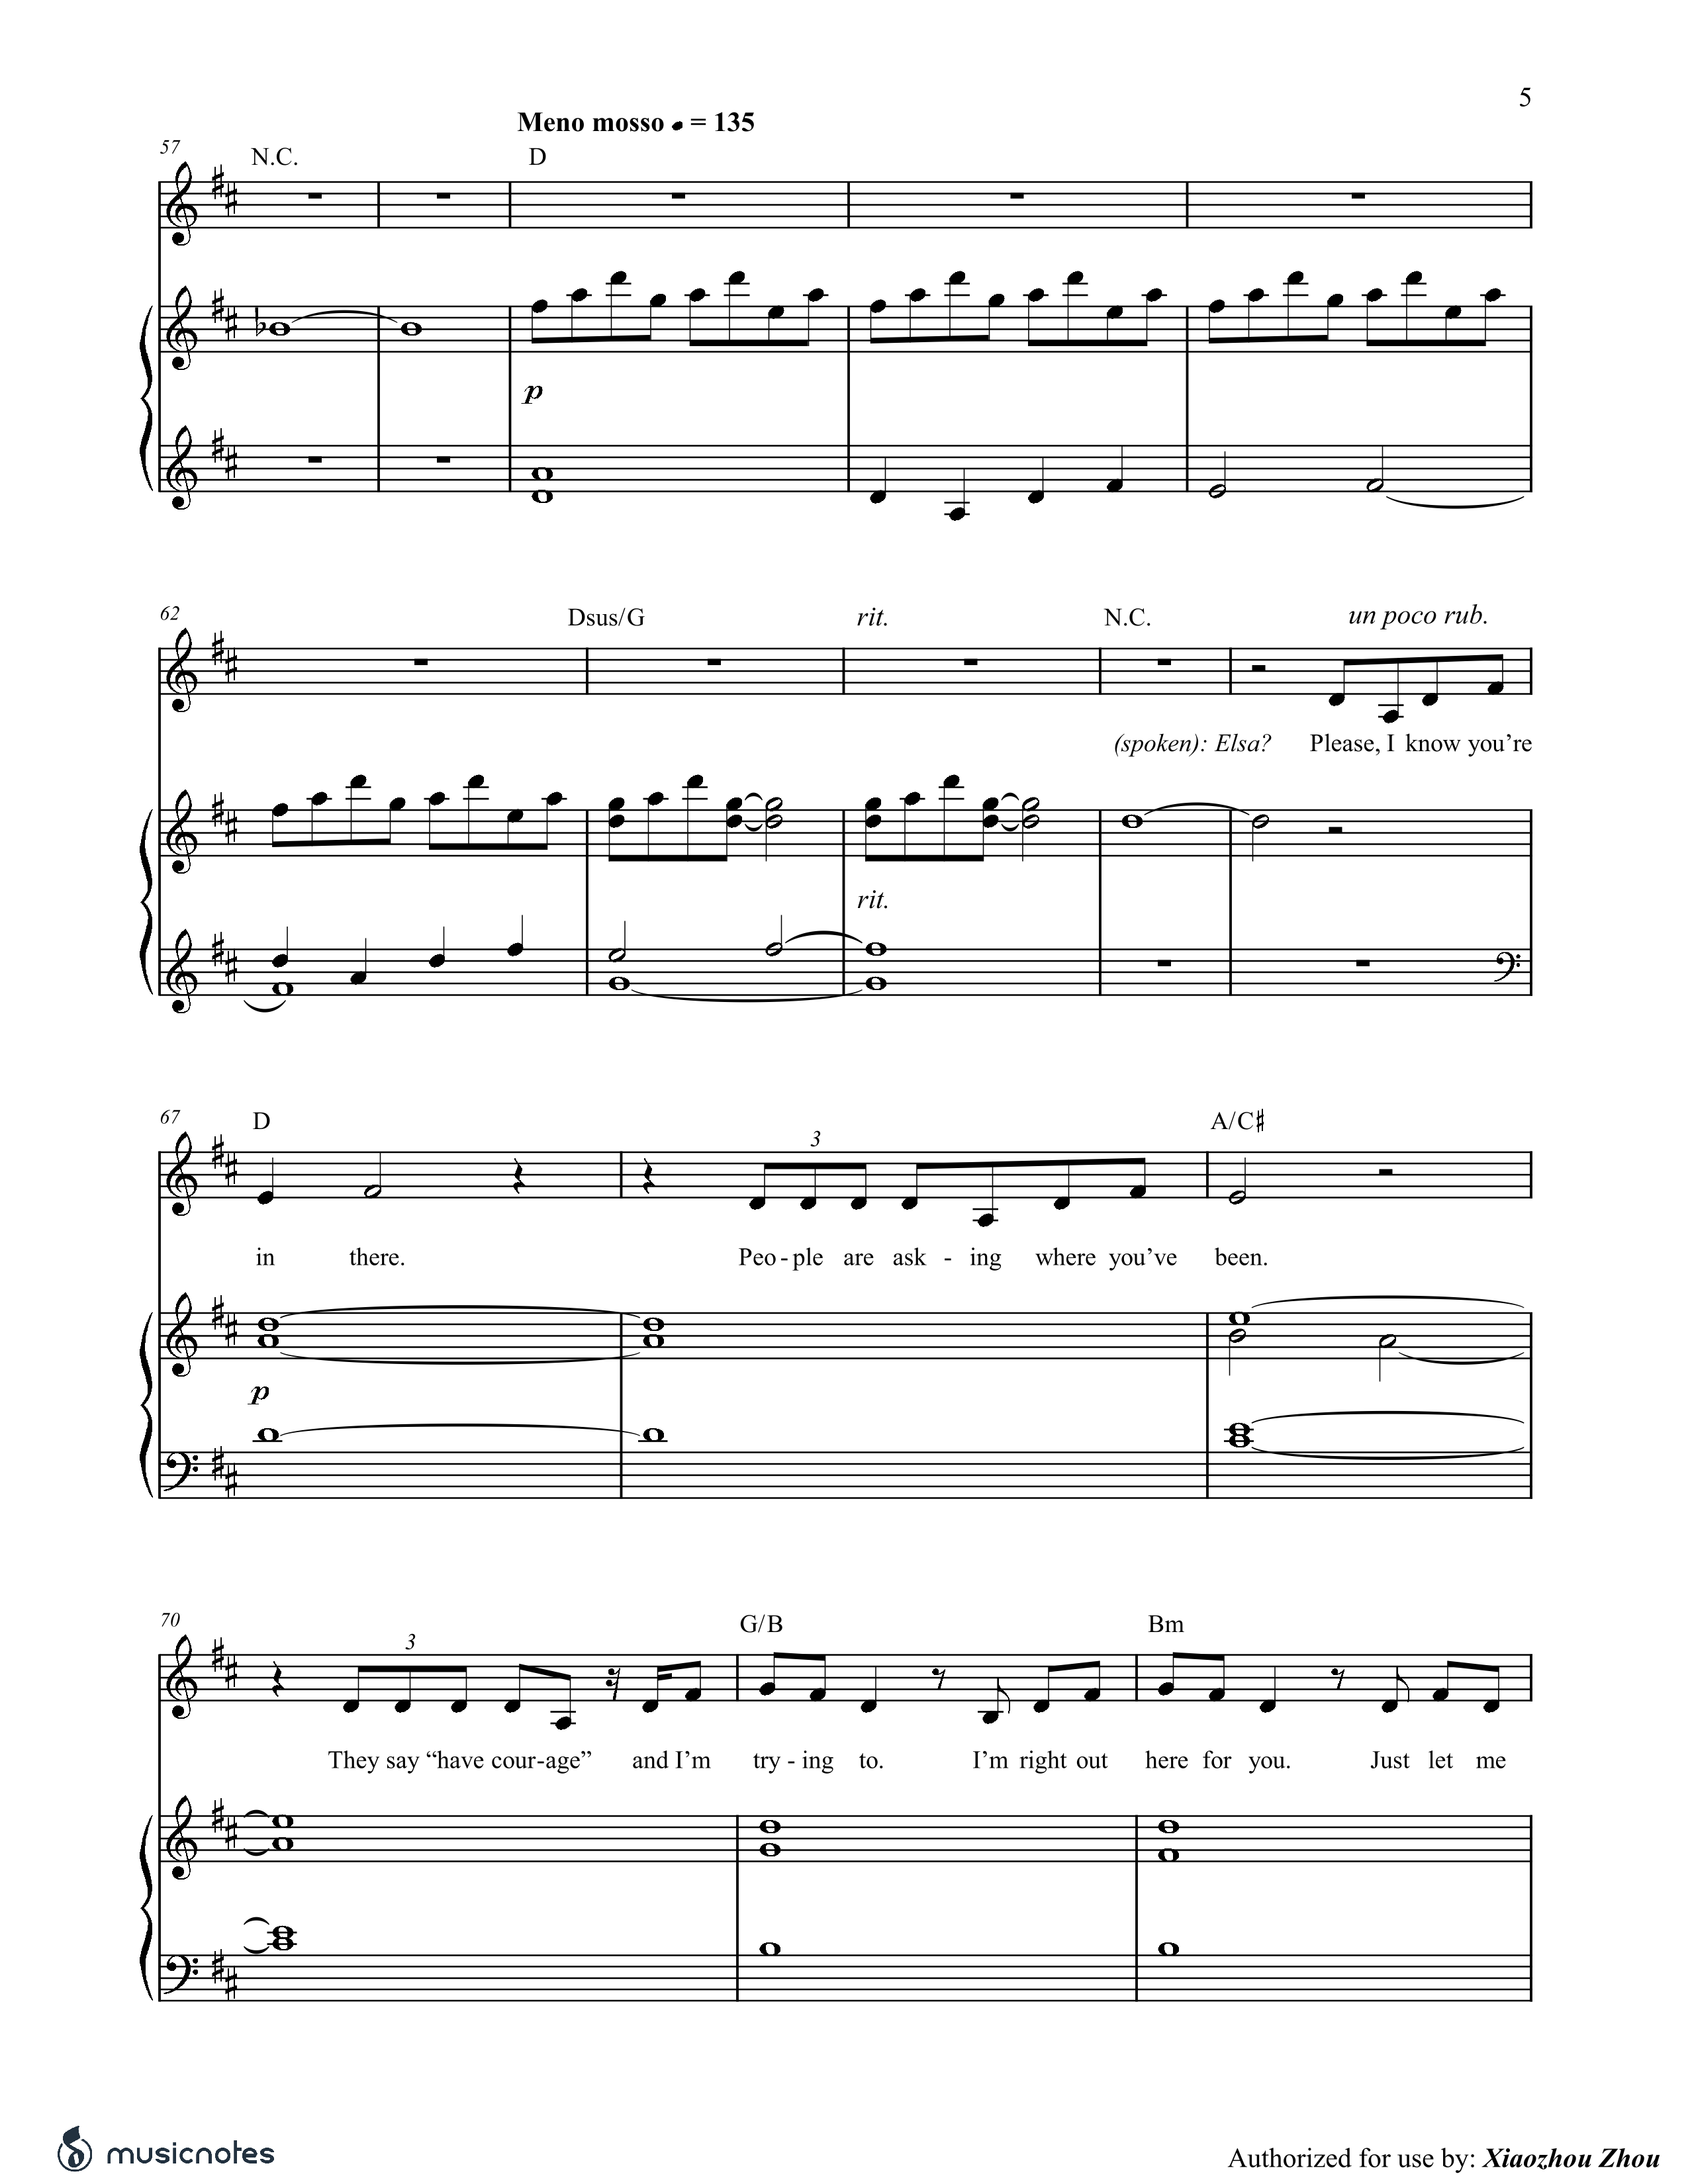 5
Meno mosso = 135
57
N.C.
D
p
62
Dsus/G
rit.
N.C.
un poco rub.
(spoken): Elsa? Please, I know you're
rit.
67
D
A/C♯
3
in there. Peo - ple are ask - ing where you've been.
p
70
G/B
Bm
3
They say “have cour-age” and I'm try - ing to. I'm right out here for you. Just let me
musicnotes
Authorized for use by: Xiaozhou Zhou